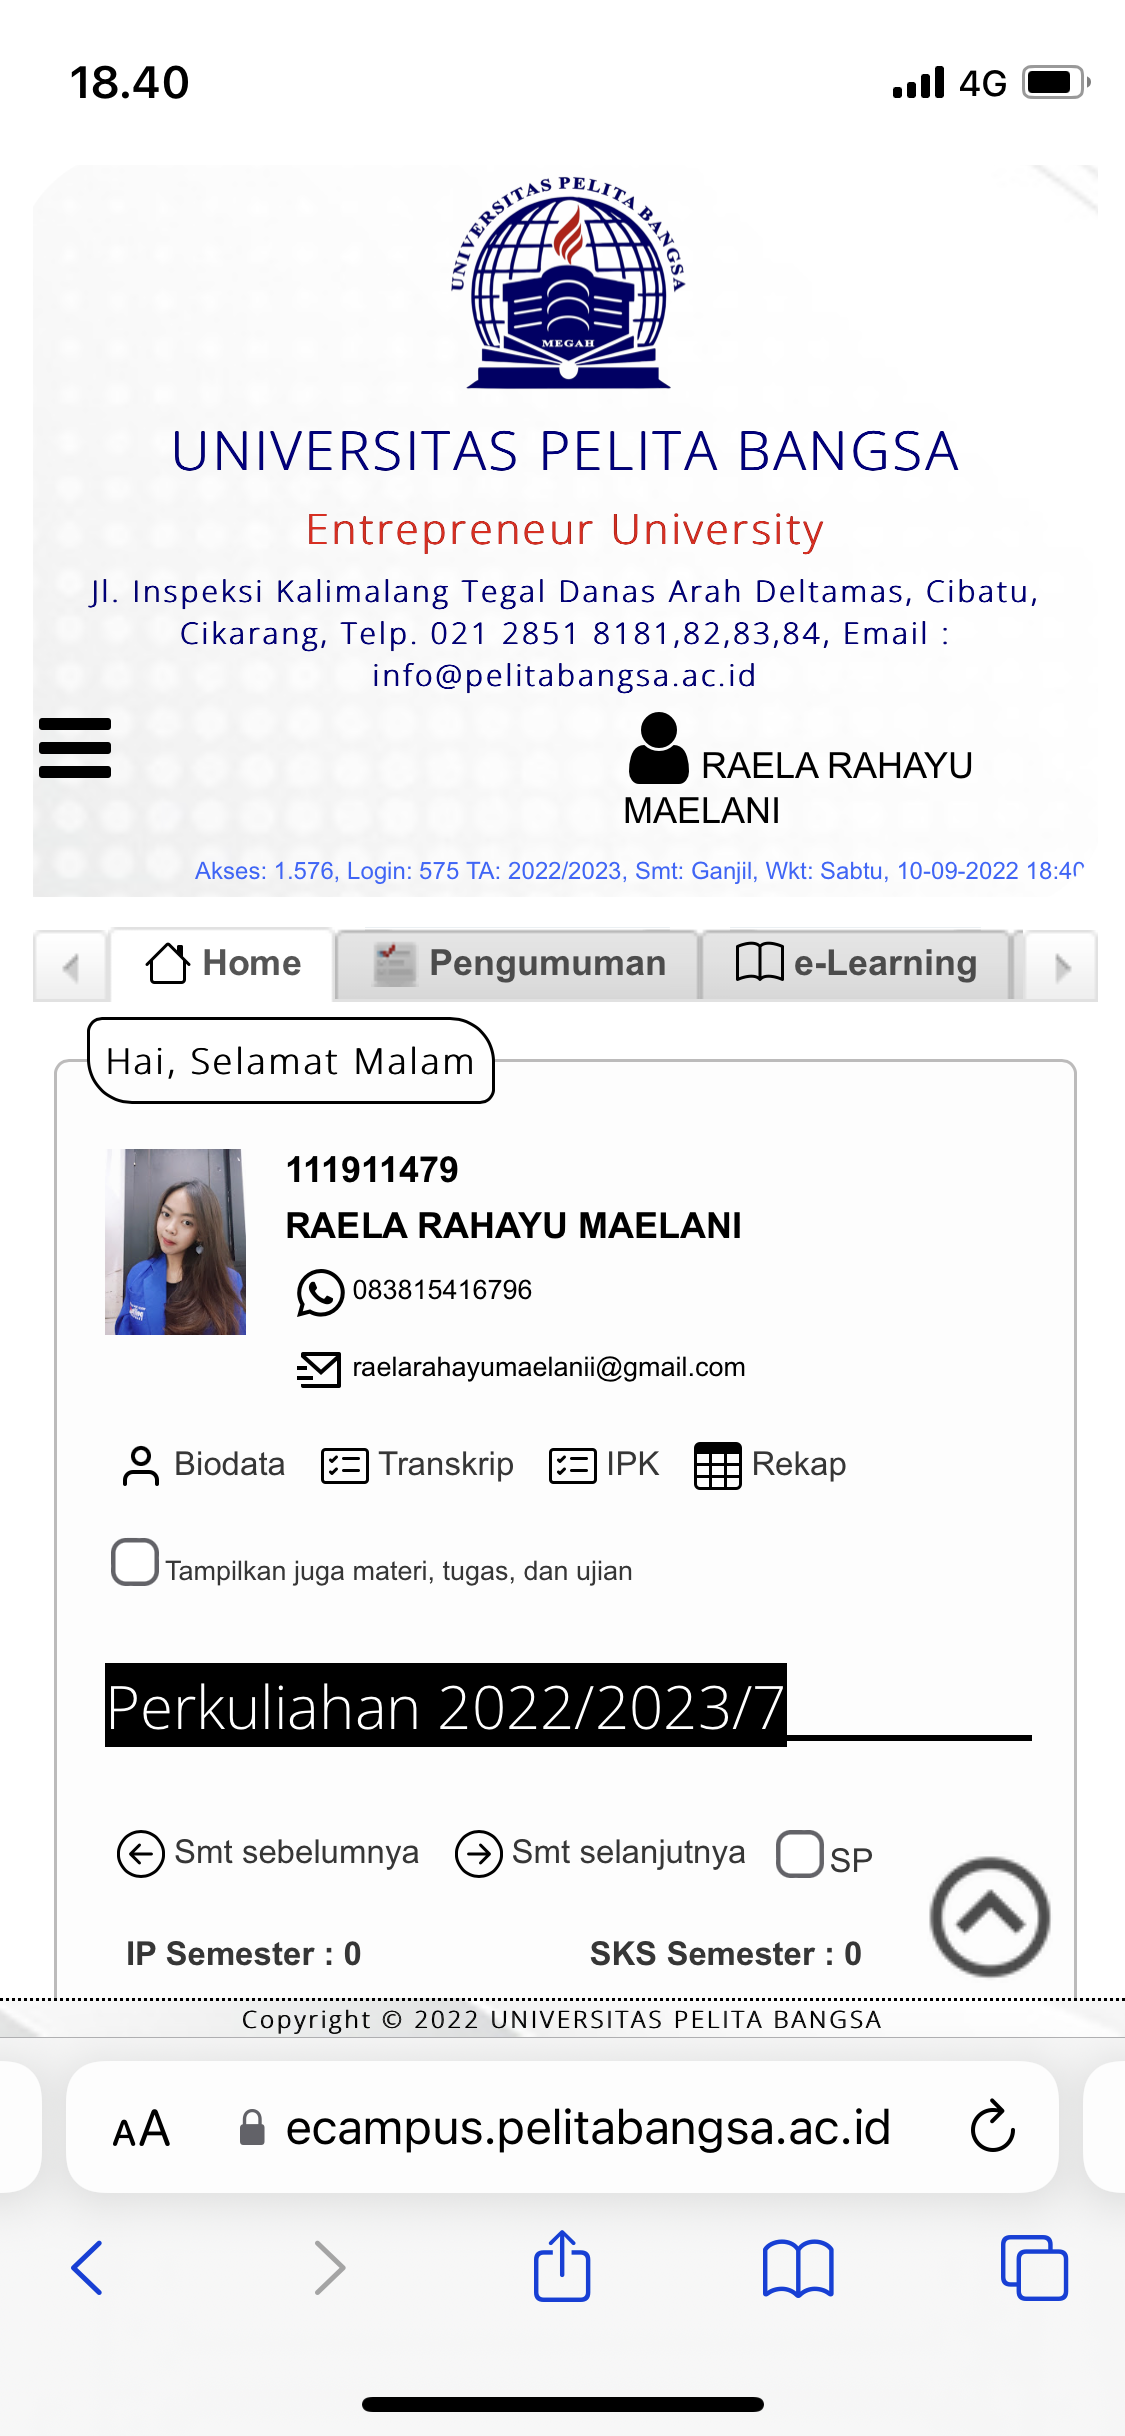 18.40
4G
UNIVERSITAS PELITA BANGSA
MEGAH
UNIVERSITAS PELITA BANGSA
Entrepreneur University
Jl. Inspeksi Kalimalang Tegal Danas Arah Deltamas, Cibatu,
Cikarang, Telp. 021 2851 8181,82,83,84, Email :
info@pelitabangsa.ac.id
RAELA RAHAYU
MAELANI
Akses: 1.576, Login: 575 TA: 2022/2023, Smt: Ganjil, Wkt: Sabtu, 10-09-2022 18:40
Home Pengumuman e-Learning
Hai, Selamat Malam
111911479
RAELA RAHAYU MAELANI
083815416796
raelarahayumaelanii@gmail.com
Biodata Transkrip IPK Rekap
Tampilkan juga materi, tugas, dan ujian
Perkuliahan 2022/2023/7
Smt sebelumnya Smt selanjutnya SP
IP Semester : 0 SKS Semester : 0
Copyright © 2022 UNIVERSITAS PELITA BANGSA
AA ecampus.pelitabangsa.ac.id